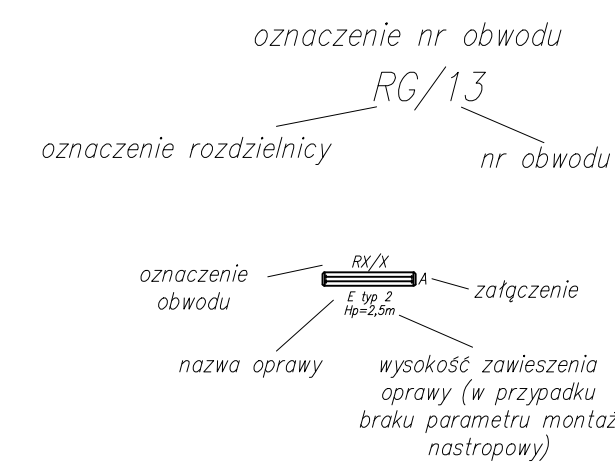 oznaczenie nr obwodu
RG/13
oznaczenie rozdzielnicy
nr obwodu
RX/X
oznaczenie
obwodu
A
załączenie
E typ 2
Hp=2,5m
nazwa oprawy
wysokość zawieszenia
oprawy (w przypadku
braku parametru montaż
nastropowy)